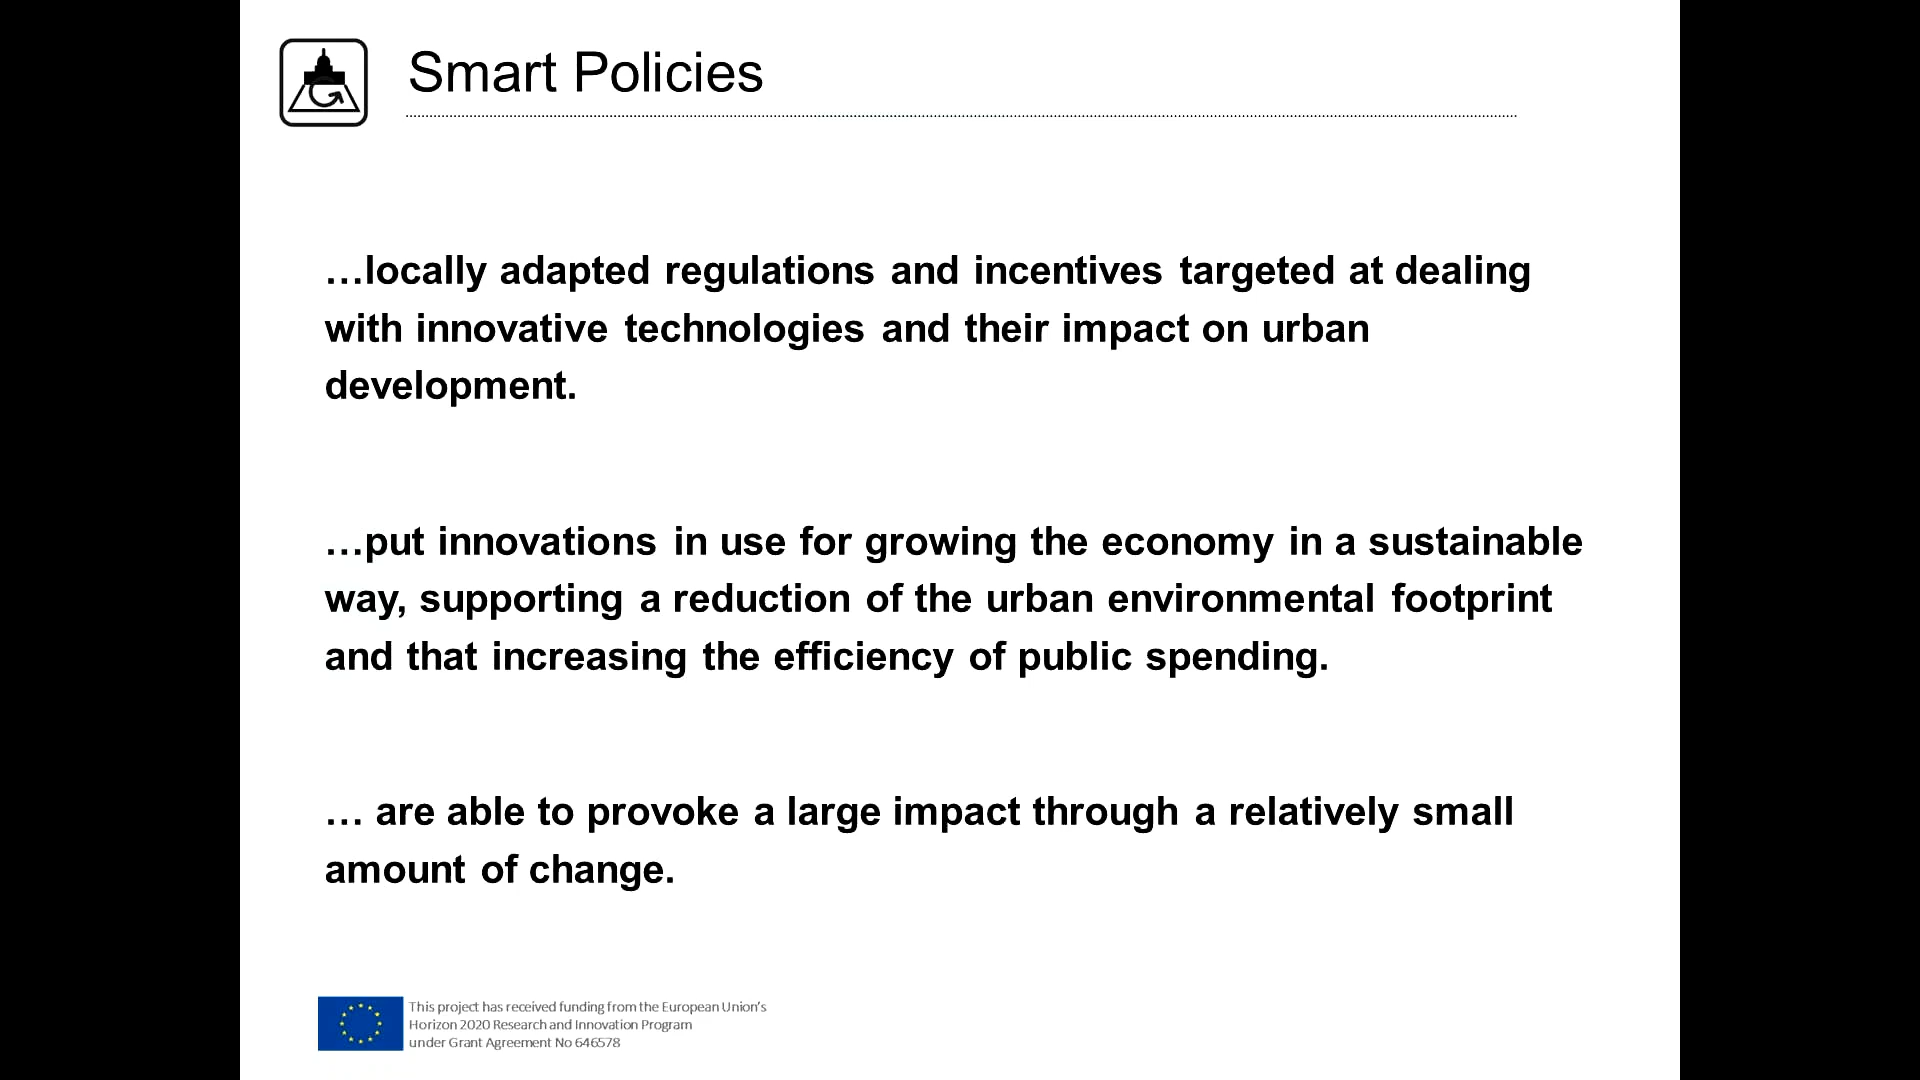 Smart Policies
…locally adapted regulations and incentives targeted at dealing
with innovative technologies and their impact on urban
development.
…put innovations in use for growing the economy in a sustainable
way, supporting a reduction of the urban environmental footprint
and that increasing the efficiency of public spending.
… are able to provoke a large impact through a relatively small
amount of change.
This project has received funding from the European Union’s
Horizon 2020 Research and Innovation Program
under Grant Agreement No 646578